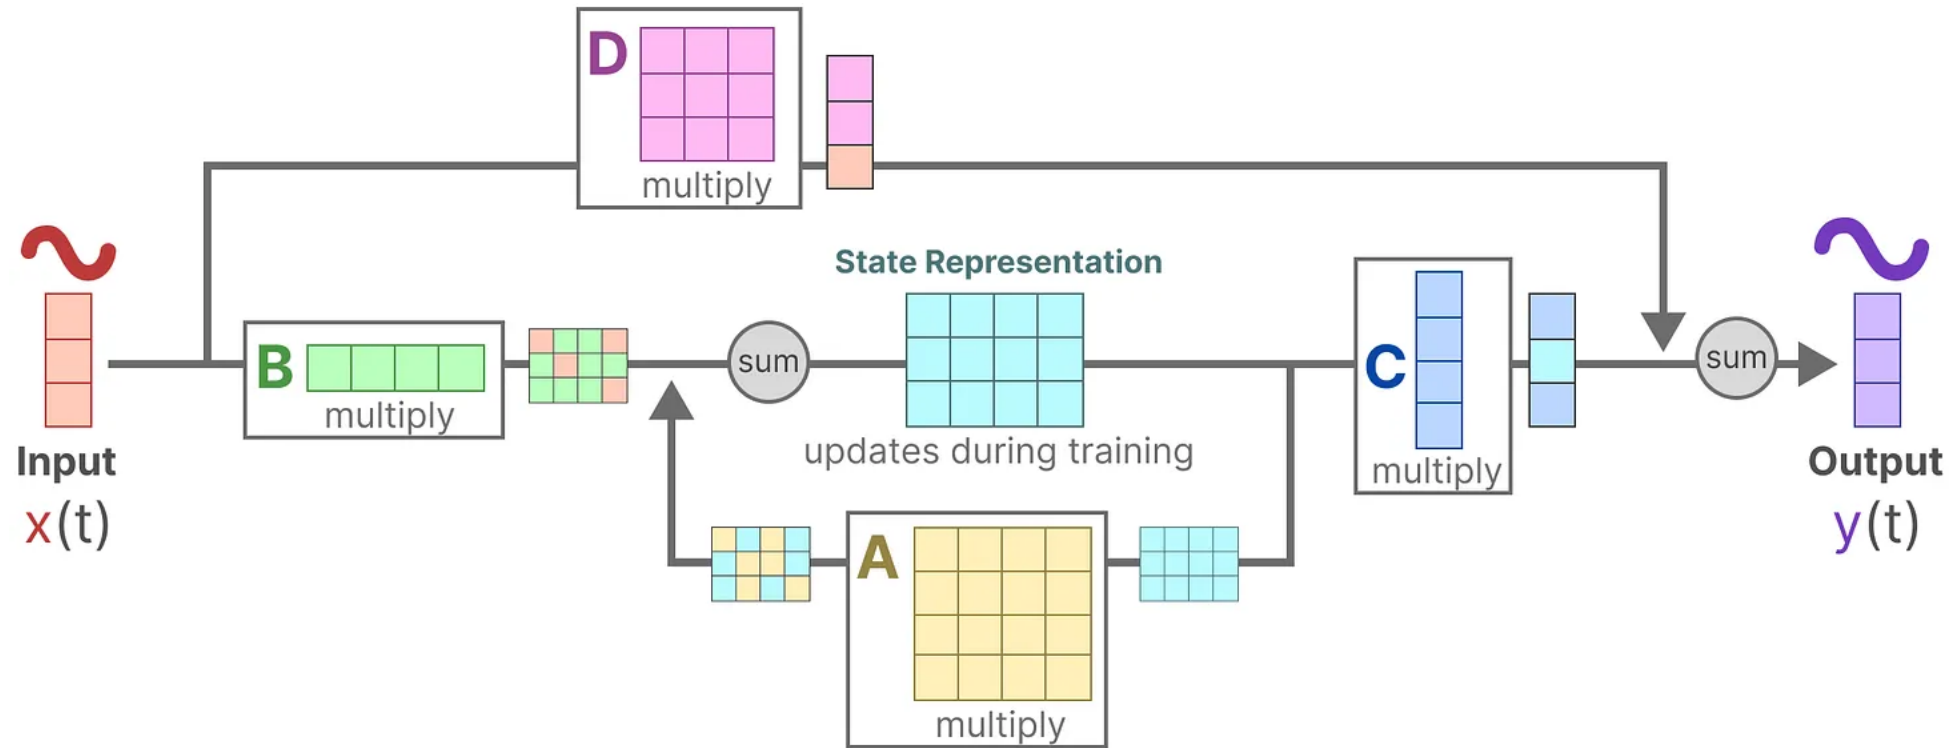 D
multiply
State Representation
B
multiply
sum
updates during training
C
multiply
sum
Input
x(t)
Output
y(t)
A
multiply